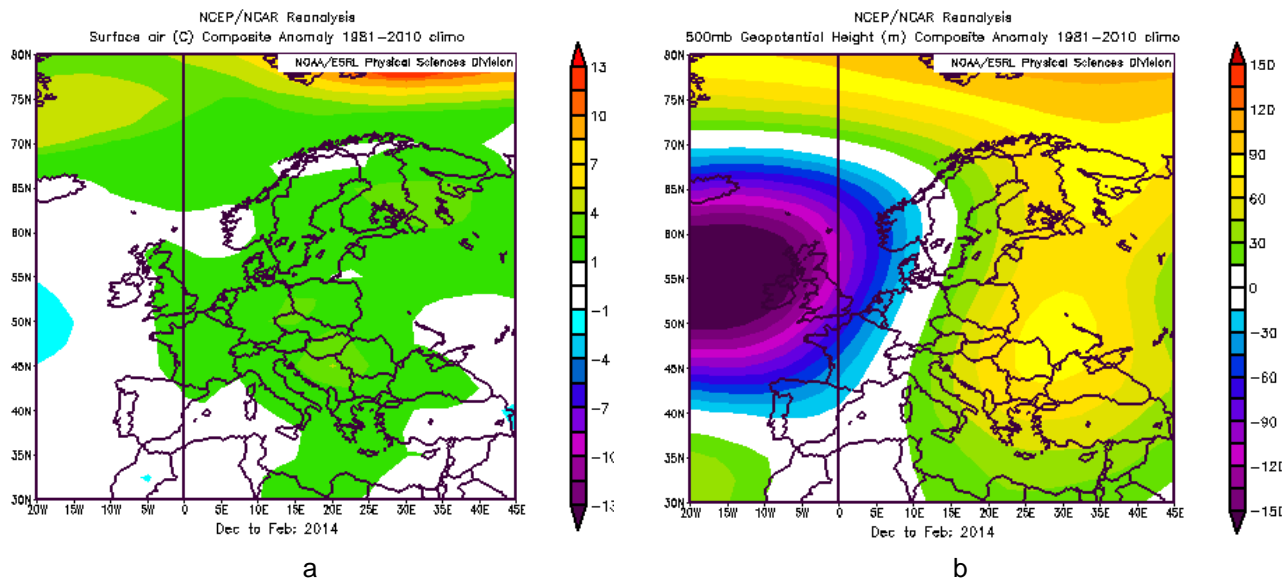 NCEP/NCAR Reanalysis
Surface air (C) Composite Anomaly 1981-2010 climo
NOAA/ESRL Physical Sciences Division
80N
75N
70N
65N
60N
55N
50N
45N
40N
35N
30N
20W
15W
10W
5W
0
5E
10E
15E
20E
25E
30E
35E
40E
45E
Dec to Feb: 2014
13
10
7
4
1
-1
-4
-7
-10
-13
a
NCEP/NCAR Reanalysis
500mb Geopotential Height (m) Composite Anomaly 1981-2010 climo
NOAA/ESRL Physical Sciences Division
80N
75N
70N
65N
60N
55N
50N
45N
40N
35N
30N
20W
15W
10W
5W
0
5E
10E
15E
20E
25E
30E
35E
40E
45E
Dec to Feb: 2014
150
120
90
60
30
0
-30
-60
-90
-120
-150
b